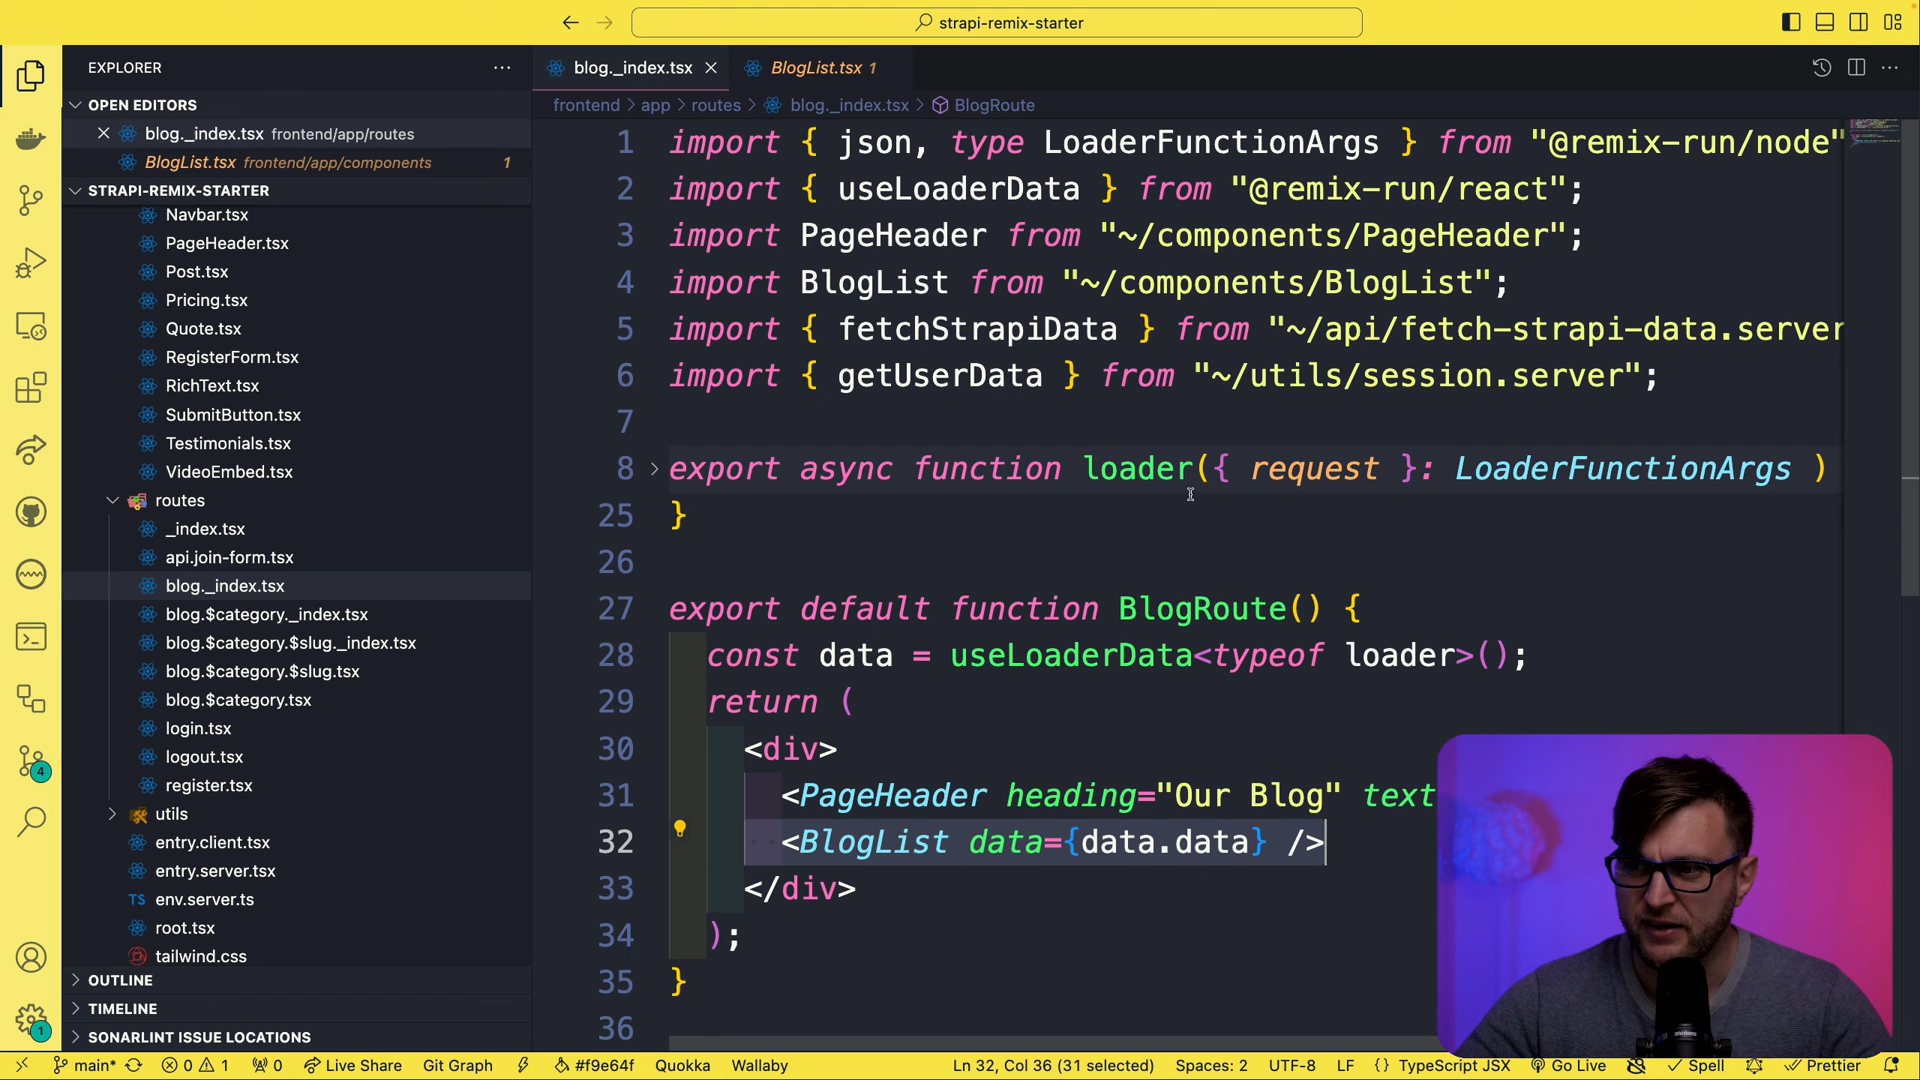 strapi-remix-starter
EXPLORER
blog._index.tsx
BlogList.tsx 1
OPEN EDITORS
frontend > app > routes > blog._index.tsx > BlogRoute
blog._index.tsx frontend/app/routes
BlogList.tsx frontend/app/components 1
STRAPI-REMIX-STARTER
Navbar.tsx
PageHeader.tsx
Post.tsx
Pricing.tsx
Quote.tsx
RegisterForm.tsx
RichText.tsx
SubmitButton.tsx
Testimonials.tsx
VideoEmbed.tsx
routes
_index.tsx
api.join-form.tsx
blog._index.tsx
blog.$category._index.tsx
blog.$category.$slug._index.tsx
blog.$category.$slug.tsx
blog.$category.tsx
login.tsx
logout.tsx
register.tsx
utils
entry.client.tsx
entry.server.tsx
TS env.server.ts
root.tsx
tailwind.css
OUTLINE
TIMELINE
SONARLINT ISSUE LOCATIONS
4
1
1 import { json, type LoaderFunctionArgs } from "@remix-run/node"
2 import { useLoaderData } from "@remix-run/react";
3 import PageHeader from "~/components/PageHeader";
4 import BlogList from "~/components/BlogList";
5 import { fetchStrapiData } from "~/api/fetch-strapi-data.server
6 import { getUserData } from "~/utils/session.server";
7
8 export async function loader({ request }: LoaderFunctionArgs )
25 }
26
27 export default function BlogRoute() {
28 const data = useLoaderData<typeof loader>();
29 return (
30 <div>
31 <PageHeader heading="Our Blog" text
32 <BlogList data={data.data} />
33 </div>
34 );
35 }
36
main* 0 1 0 Live Share Git Graph #f9e64f Quokka Wallaby Ln 32, Col 36 (31 selected) Spaces: 2 UTF-8 LF {} TypeScript JSX Go Live Spell Prettier